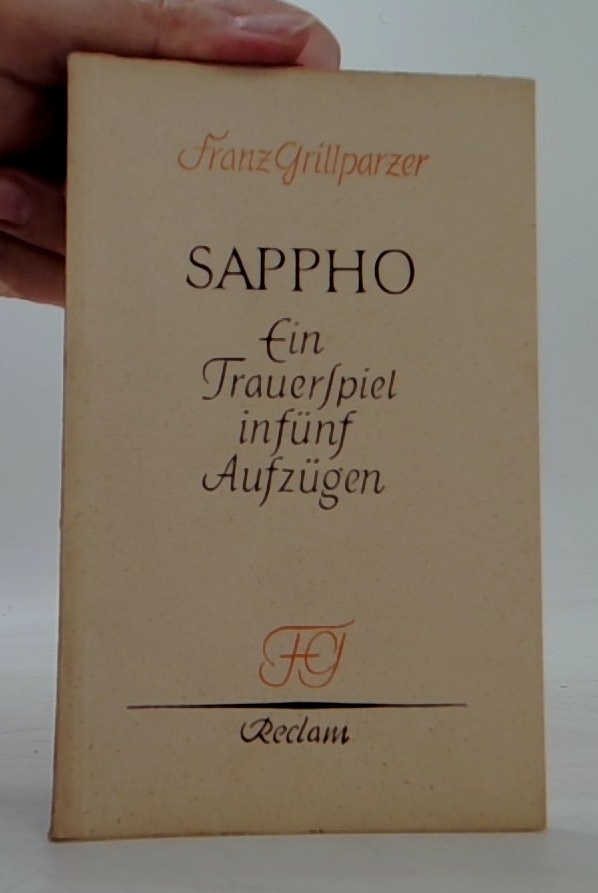 Franz Grillparzer
SAPPHO
Ein
Trauerſpiel
in fünf
Aufzügen
FG
Reclam